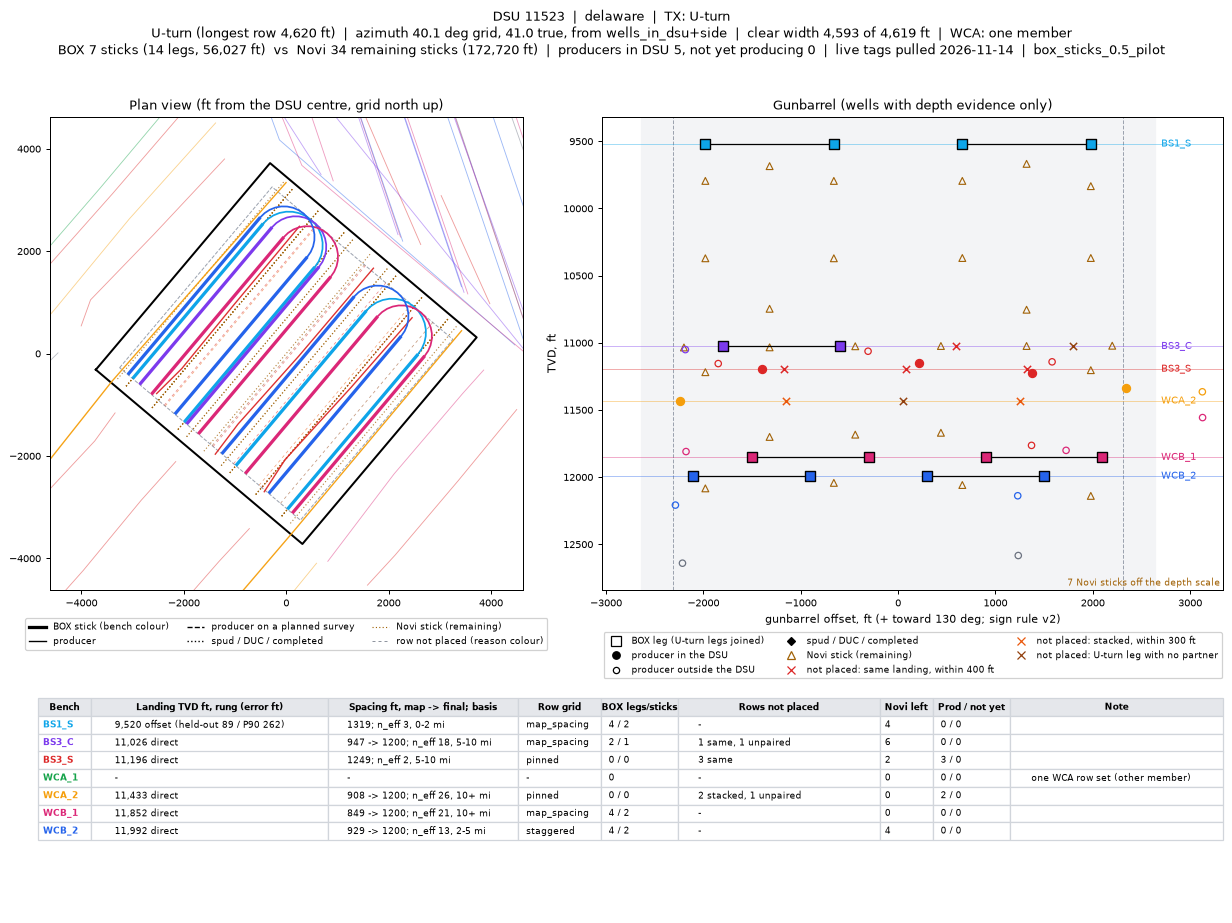 DSU 11523 | delaware | TX: U-turn
U-turn (longest row 4,620 ft) | azimuth 40.1 deg grid, 41.0 true, from wells_in_dsu+side | clear width 4,593 of 4,619 ft | WCA: one member
BOX 7 sticks (14 legs, 56,027 ft) vs Novi 34 remaining sticks (172,720 ft) | producers in DSU 5, not yet producing 0 | live tags pulled 2026-11-14 | box_sticks_0.5_pilot
Plan view (ft from the DSU centre, grid north up)
4000
2000
0
−2000
−4000
−4000 −2000 0 2000 4000
BOX stick (bench colour)
producer
producer on a planned survey
spud / DUC / completed
Novi stick (remaining)
row not placed (reason colour)
Gunbarrel (wells with depth evidence only)
TVD, ft
9500
10000
10500
11000
11500
12000
12500
BS1_S
BS3_C
BS3_S
WCA_2
WCB_1
WCB_2
7 Novi sticks off the depth scale
−3000 −2000 −1000 0 1000 2000 3000
gunbarrel offset, ft (+ toward 130 deg; sign rule v2)
BOX leg (U-turn legs joined)
producer in the DSU
producer outside the DSU
spud / DUC / completed
Novi stick (remaining)
not placed: same landing, within 400 ft
not placed: stacked, within 300 ft
not placed: U-turn leg with no partner
Bench Landing TVD ft, rung (error ft) Spacing ft, map -> final; basis Row grid BOX legs/sticks Rows not placed Novi left Prod / not yet Note
BS1_S 9,520 offset (held-out 89 / P90 262) 1319; n_eff 3, 0-2 mi map_spacing 4 / 2 - 4 0 / 0
BS3_C 11,026 direct 947 -> 1200; n_eff 18, 5-10 mi map_spacing 2 / 1 1 same, 1 unpaired 6 0 / 0
BS3_S 11,196 direct 1249; n_eff 2, 5-10 mi pinned 0 / 0 3 same 2 3 / 0
WCA_1 - - - 0 - 0 0 / 0 one WCA row set (other member)
WCA_2 11,433 direct 908 -> 1200; n_eff 26, 10+ mi pinned 0 / 0 2 stacked, 1 unpaired 0 2 / 0
WCB_1 11,852 direct 849 -> 1200; n_eff 21, 10+ mi map_spacing 4 / 2 - 0 0 / 0
WCB_2 11,992 direct 929 -> 1200; n_eff 13, 2-5 mi staggered 4 / 2 - 4 0 / 0